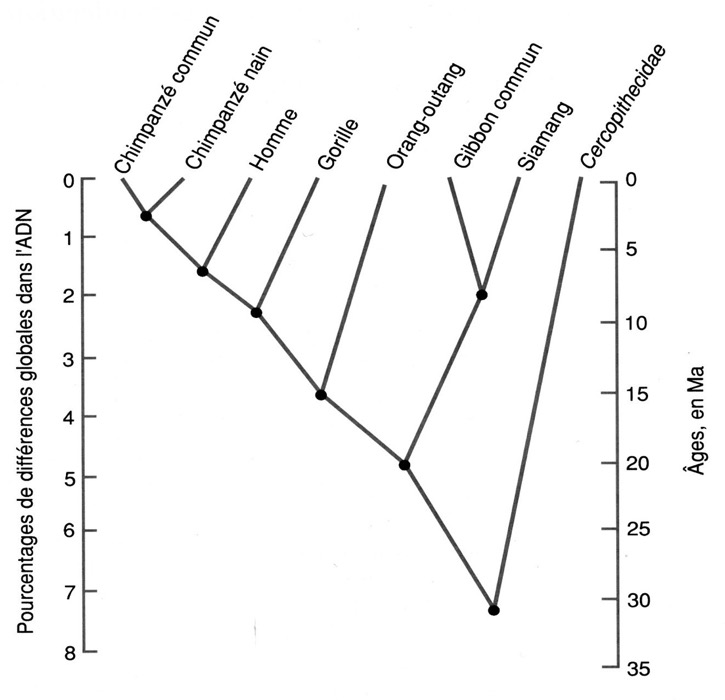 Chimpanzé commun
Chimpanzé nain
Homme
Gorille
Orang-outang
Gibbon commun
Siamang
Cercopithecidae
Pourcentages de différences globales dans l'ADN
0
1
2
3
4
5
6
7
8
0
5
10
15
20
25
30
35
Âges, en Ma